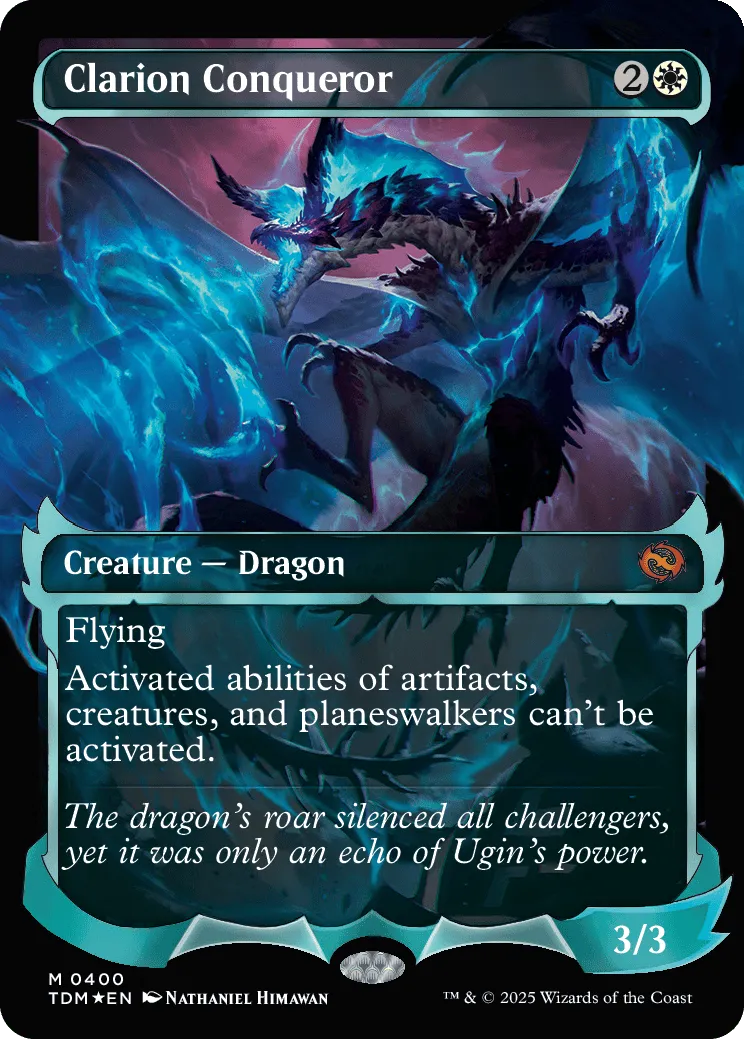 Clarion Conqueror 2
Creature — Dragon
Flying
Activated abilities of artifacts,
creatures, and planeswalkers can't be
activated.
The dragon's roar silenced all challengers,
yet it was only an echo of Ugin's power.
3/3
M 0400
TDM★EN Nathaniel Himawan ™ & © 2025 Wizards of the Coast